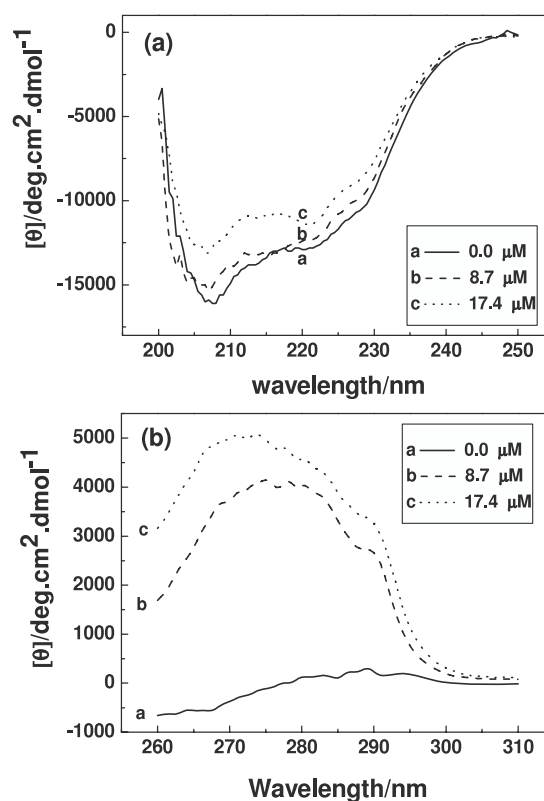 (a)
[θ]/deg.cm².dmol⁻¹
0
-5000
-10000
-15000
c
b
a
a 0.0 μM
b 8.7 μM
c 17.4 μM
200 210 220 230 240 250
wavelength/nm
(b)
[θ]/deg.cm².dmol⁻¹
5000
4000
3000
2000
1000
0
-1000
c
b
a
a 0.0 μM
b 8.7 μM
c 17.4 μM
260 270 280 290 300 310
Wavelength/nm